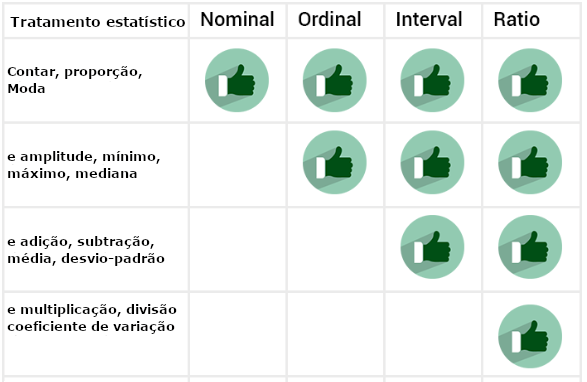 Tratamento estatístico Nominal Ordinal Interval Ratio
Contar, proporção,
Moda
e amplitude, mínimo,
máximo, mediana
e adição, subtração,
média, desvio-padrão
e multiplicação, divisão
coeficiente de variação